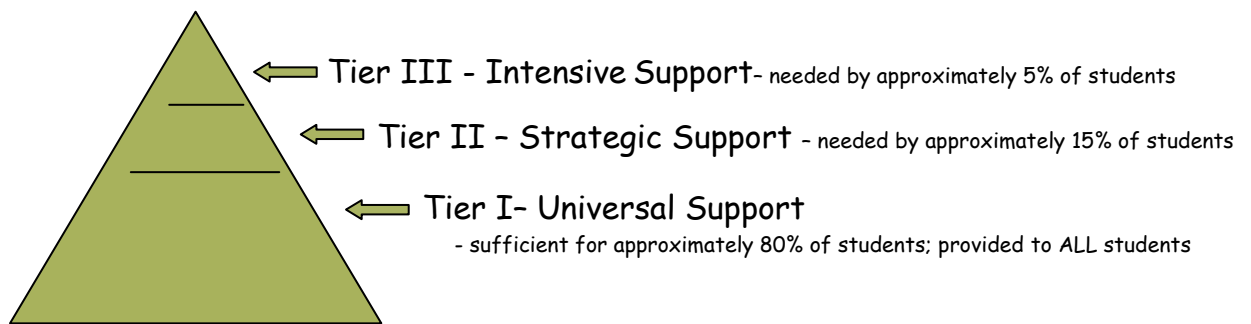 Tier III - Intensive Support– needed by approximately 5% of students
Tier II – Strategic Support – needed by approximately 15% of students
Tier I– Universal Support
- sufficient for approximately 80% of students; provided to ALL students